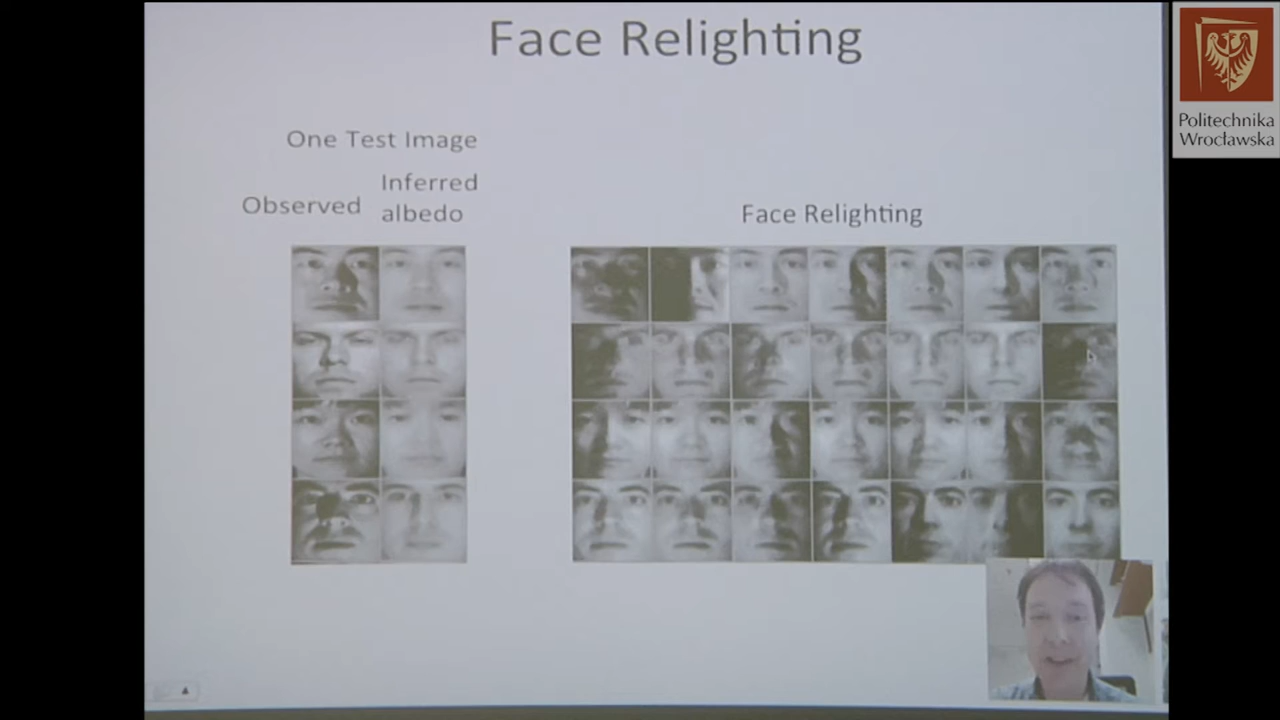 Face Relighting
One Test Image
Observed
Inferred
albedo
Face Relighting
Politechnika
Wrocławska